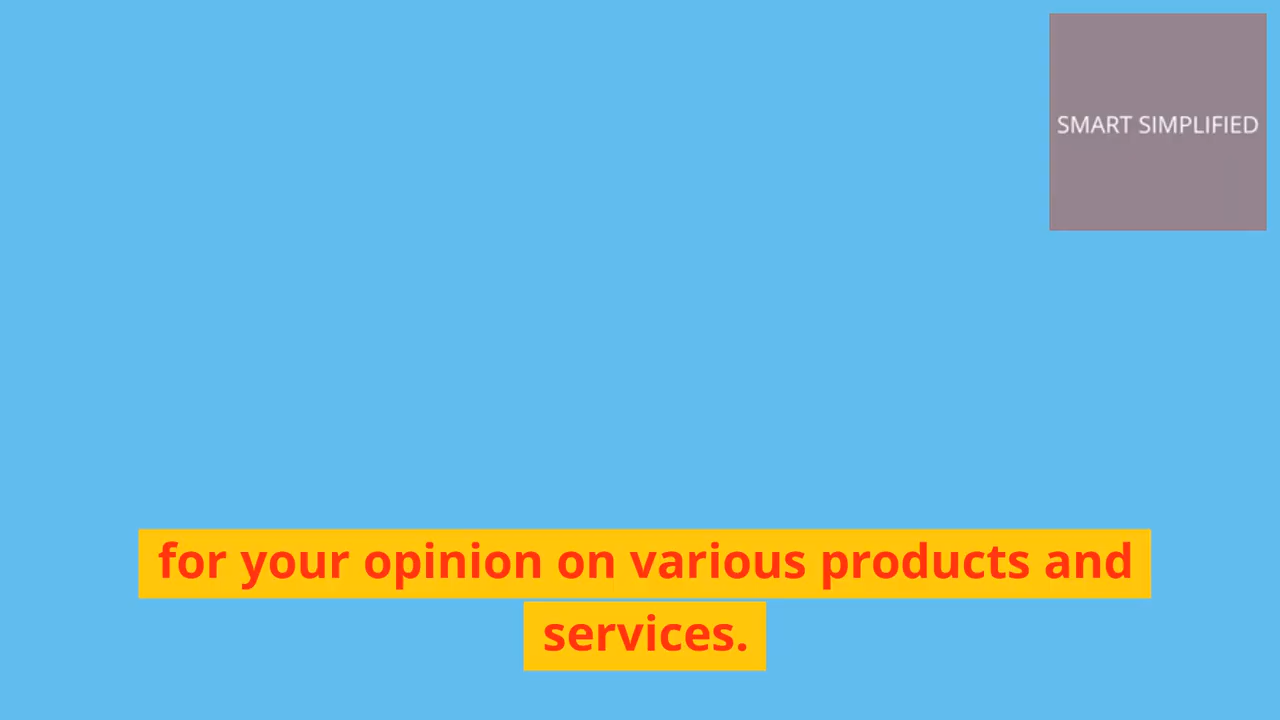 SMART SIMPLIFIED
for your opinion on various products and
services.